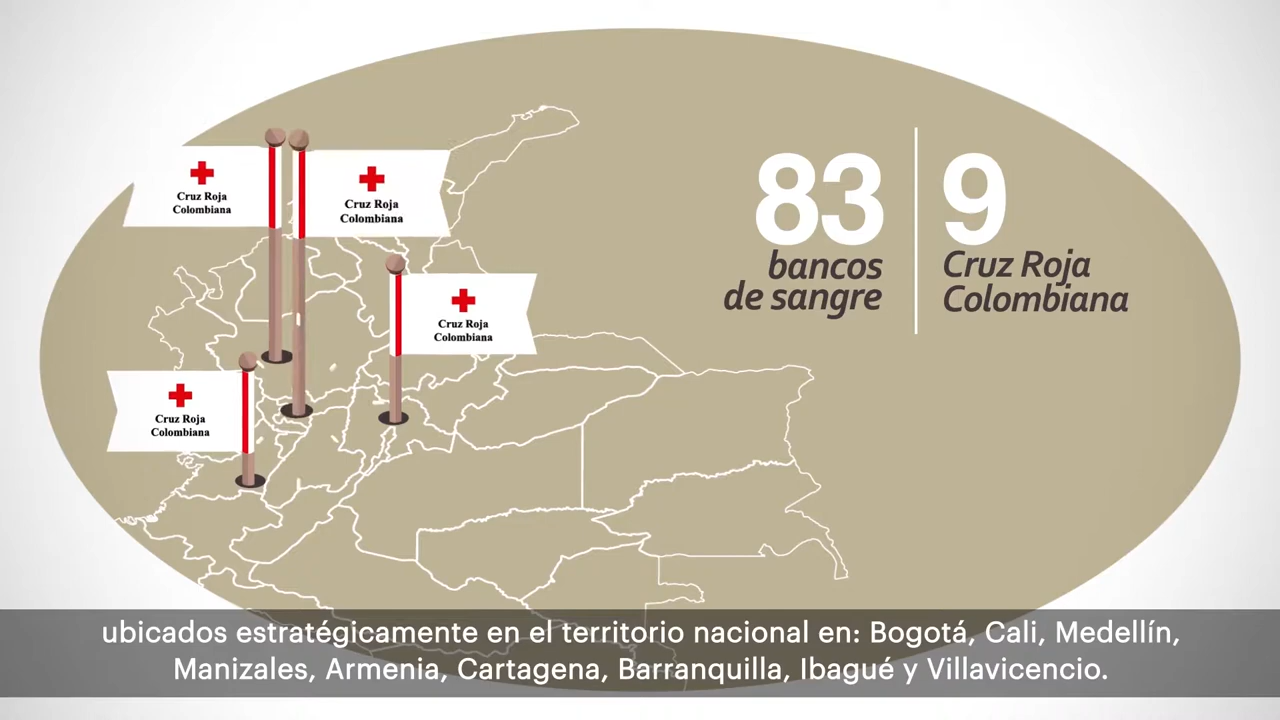 Cruz Roja
Colombiana
Cruz Roja
Colombiana
Cruz Roja
Colombiana
Cruz Roja
Colombiana
83
bancos
de sangre
9
Cruz Roja
Colombiana
ubicados estratégicamente en el territorio nacional en: Bogotá, Cali, Medellín,
Manizales, Armenia, Cartagena, Barranquilla, Ibagué y Villavicencio.